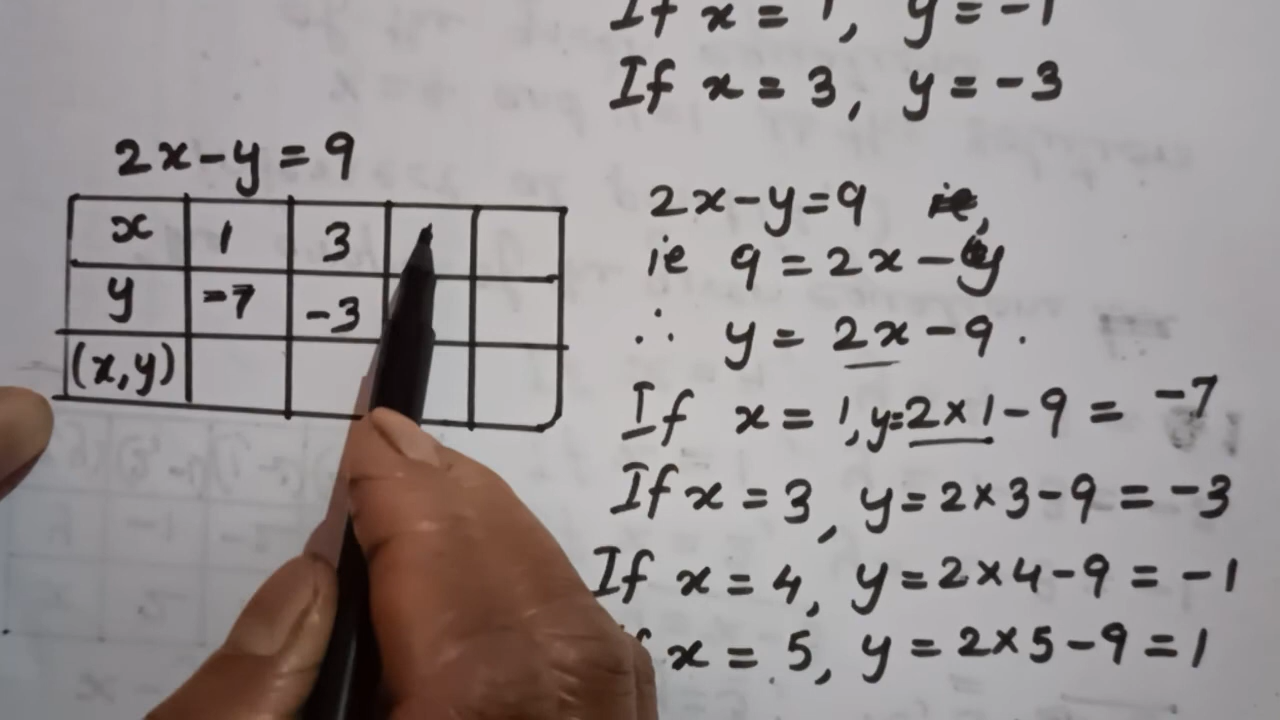 If x = 1, y = -1
If x = 3, y = -3
2x-y=9
x 1 3
y -7 -3
(x,y)
2x-y=9
ie 9 = 2x-y
∴ y = 2x-9.
If x = 1, y=2×1-9 = -7
If x = 3, y=2×3-9 = -3
If x = 4, y=2×4-9 = -1
x = 5, y = 2×5-9 = 1